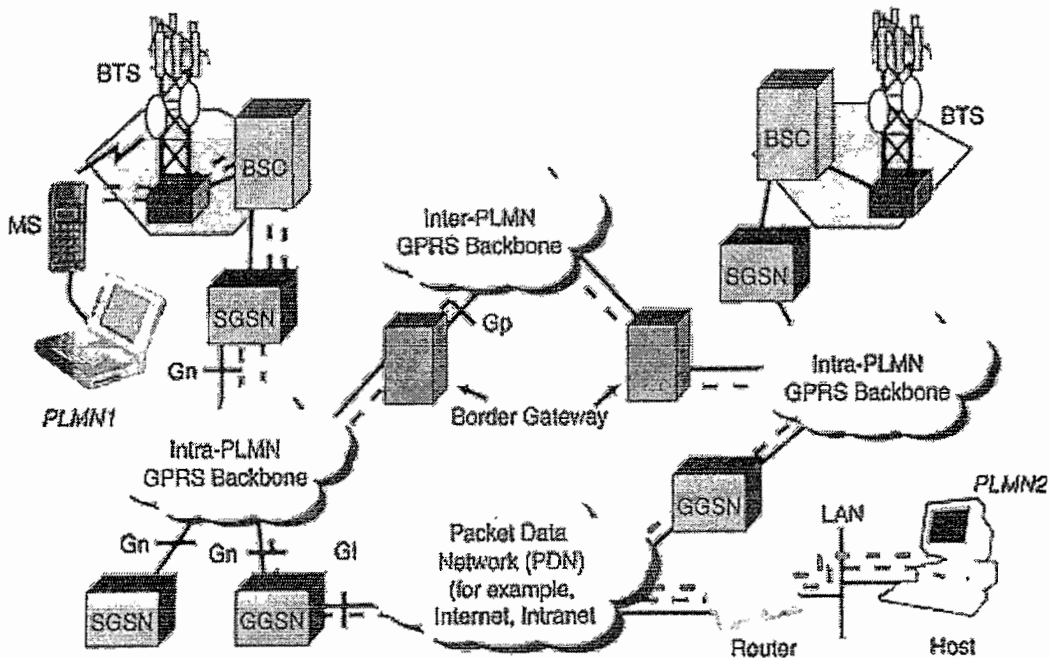 BTS
BTS
BSC
BSC
MS
Inter-PLMN
GPRS Backbone
SGSN
SGSN
Gp
Gn
Intra-PLMN
GPRS Backbone
PLMN1
Border Gateway
Intra-PLMN
GPRS Backbone
GGSN
PLMN2
LAN
Gn
Gn
GI
Packet Data
Network (PDN)
(for example,
Internet, Intranet
SGSN
GGSN
Router
Host